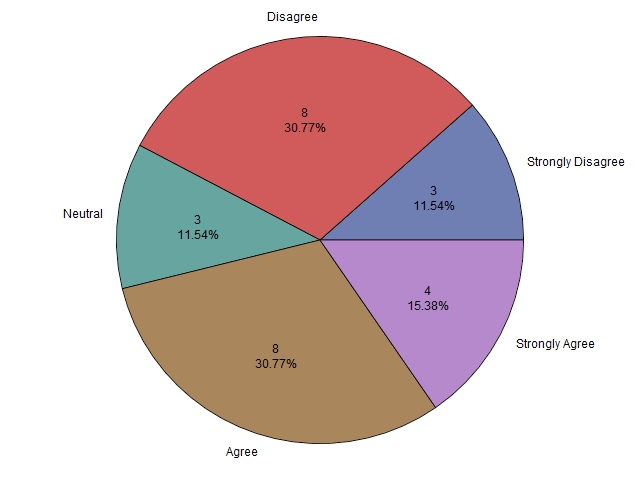 Disagree
8
30.77%
Strongly Disagree
3
11.54%
Neutral
3
11.54%
4
15.38%
Strongly Agree
8
30.77%
Agree